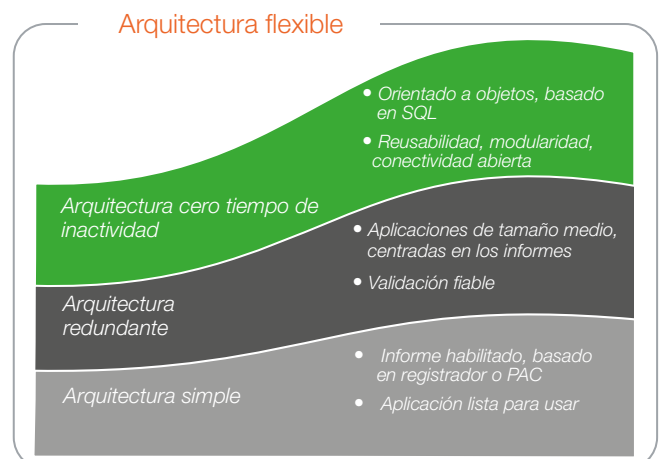 Arquitectura flexible
• Orientado a objetos, basado
en SQL
• Reusabilidad, modularidad,
conectividad abierta
Arquitectura cero tiempo de
inactividad
• Aplicaciones de tamaño medio,
centradas en los informes
• Validación fiable
Arquitectura
redundante
• Informe habilitado, basado
en registrador o PAC
• Aplicación lista para usar
Arquitectura simple